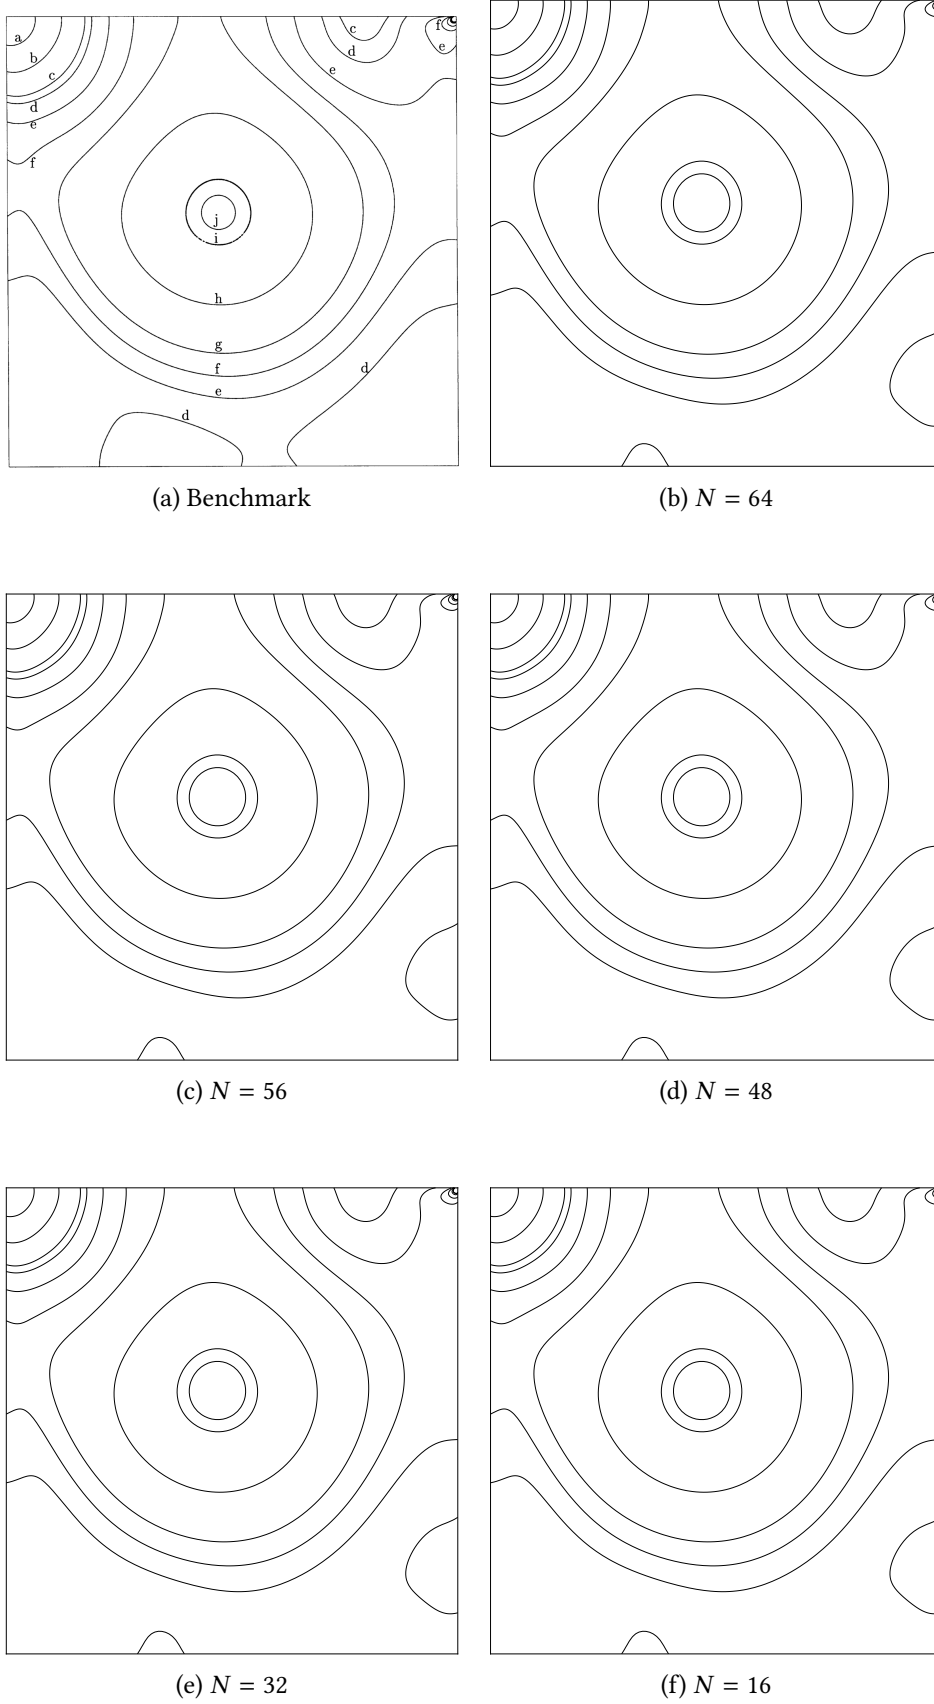 a
b
c
d
e
f
c
d
e
f
e
j
i
h
g
f
e
d
d
(a) Benchmark
(b) N = 64
(c) N = 56
(d) N = 48
(e) N = 32
(f) N = 16